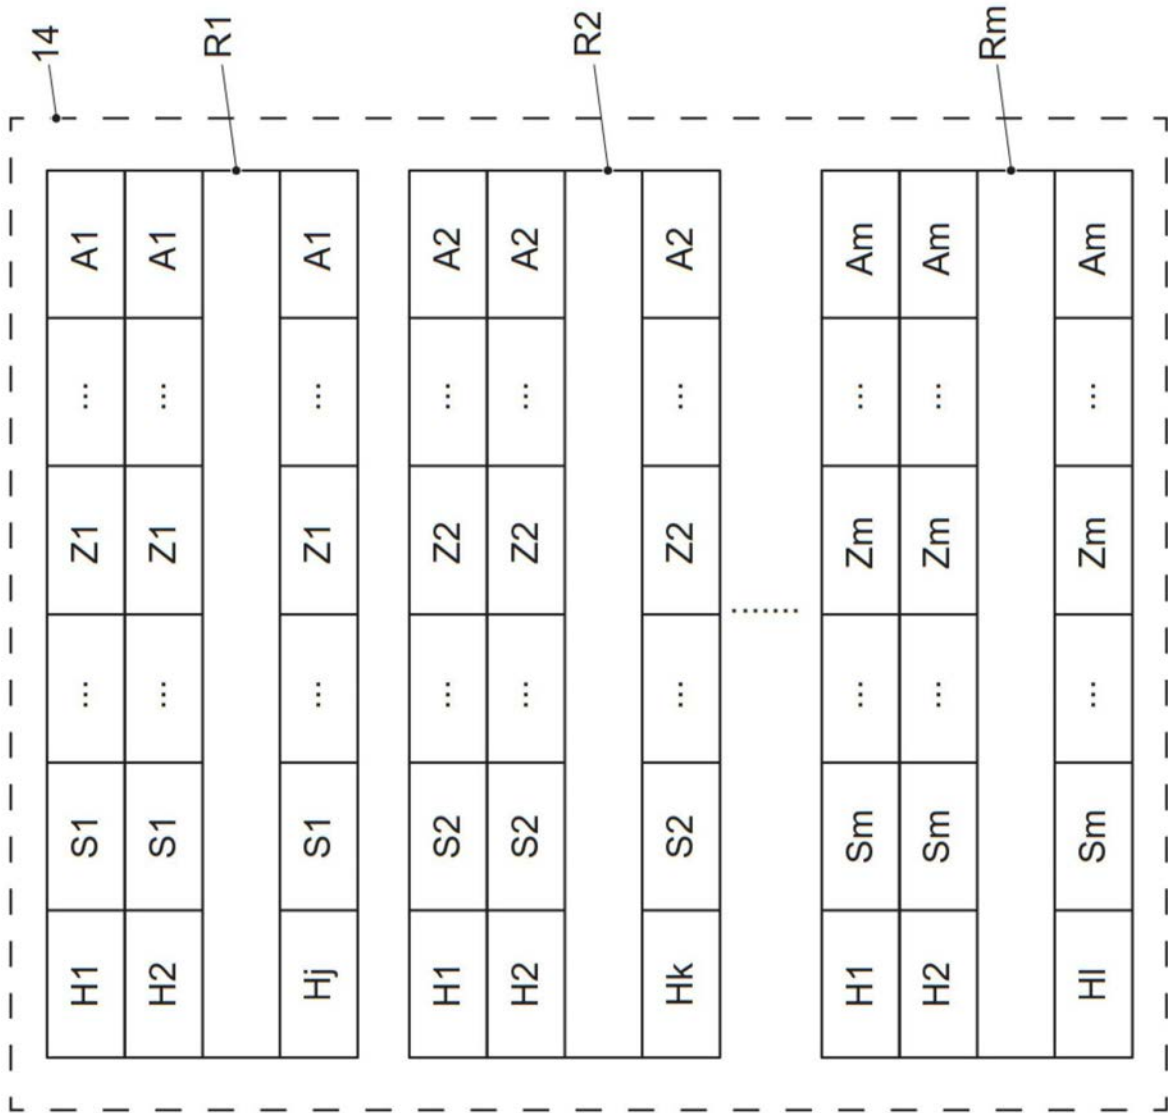 14
H1 S1 ... Z1 ... A1
H2 S1 ... Z1 ... A1
R1
Hj S1 ... Z1 ... A1
H1 S2 ... Z2 ... A2
H2 S2 ... Z2 ... A2
R2
Hk S2 ... Z2 ... A2
.......
H1 Sm ... Zm ... Am
H2 Sm ... Zm ... Am
Rm
Hl Sm ... Zm ... Am